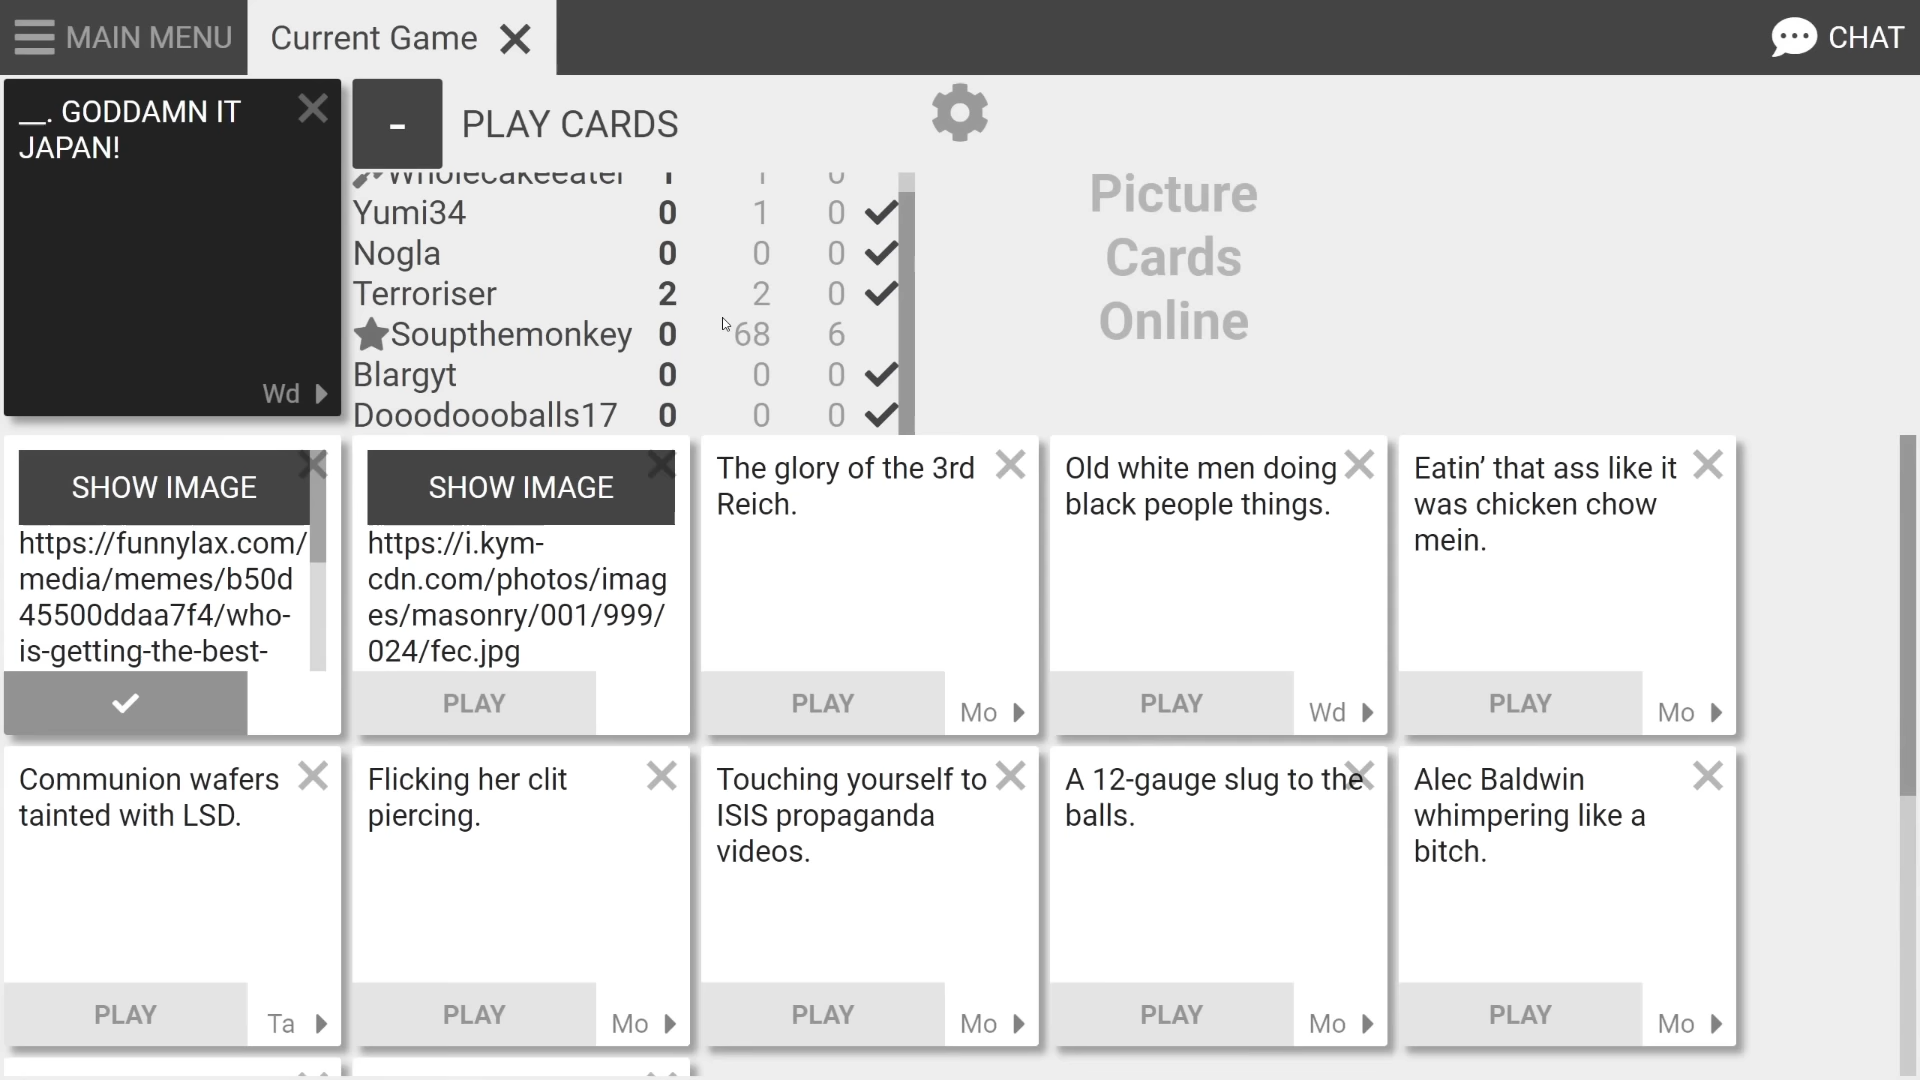 MAIN MENU
Current Game
CHAT
__. GODDAMN IT
JAPAN!
Wd
-
PLAY CARDS
Wholecakeeater 1 1 0
Yumi34 0 1 0
Nogla 0 0 0
Terroriser 2 2 0
Soupthemonkey 0 68 6
Blargyt 0 0 0
Dooodoooballs17 0 0 0
Picture
Cards
Online
SHOW IMAGE
https://funnylax.com/
media/memes/b50d
45500ddaa7f4/who-
is-getting-the-best-
SHOW IMAGE
https://i.kym-
cdn.com/photos/imag
es/masonry/001/999/
024/fec.jpg
PLAY
The glory of the 3rd
Reich.
PLAY
Mo
Old white men doing
black people things.
PLAY
Wd
Eatin’ that ass like it
was chicken chow
mein.
PLAY
Mo
Communion wafers
tainted with LSD.
PLAY
Ta
Flicking her clit
piercing.
PLAY
Mo
Touching yourself to
ISIS propaganda
videos.
PLAY
Mo
A 12-gauge slug to the
balls.
PLAY
Mo
Alec Baldwin
whimpering like a
bitch.
PLAY
Mo